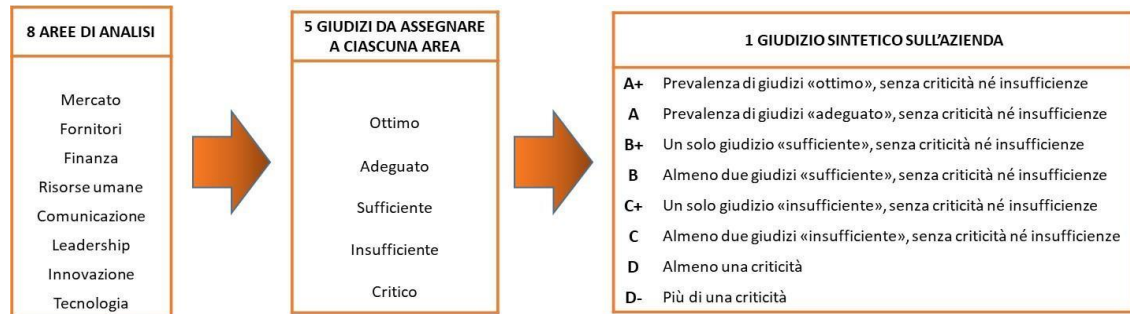 8 AREE DI ANALISI
Mercato
Fornitori
Finanza
Risorse umane
Comunicazione
Leadership
Innovazione
Tecnologia
5 GIUDIZI DA ASSEGNARE
A CIASCUNA AREA
Ottimo
Adeguato
Sufficiente
Insufficiente
Critico
1 GIUDIZIO SINTETICO SULL'AZIENDA
A+ Prevalenza di giudizi «ottimo», senza criticità né insufficienze
A Prevalenza di giudizi «adeguato», senza criticità né insufficienze
B+ Un solo giudizio «sufficiente», senza criticità né insufficienze
B Almeno due giudizi «sufficiente», senza criticità né insufficienze
C+ Un solo giudizio «insufficiente», senza criticità né insufficienze
C Almeno due giudizi «insufficiente», senza criticità né insufficienze
D Almeno una criticità
D- Più di una criticità